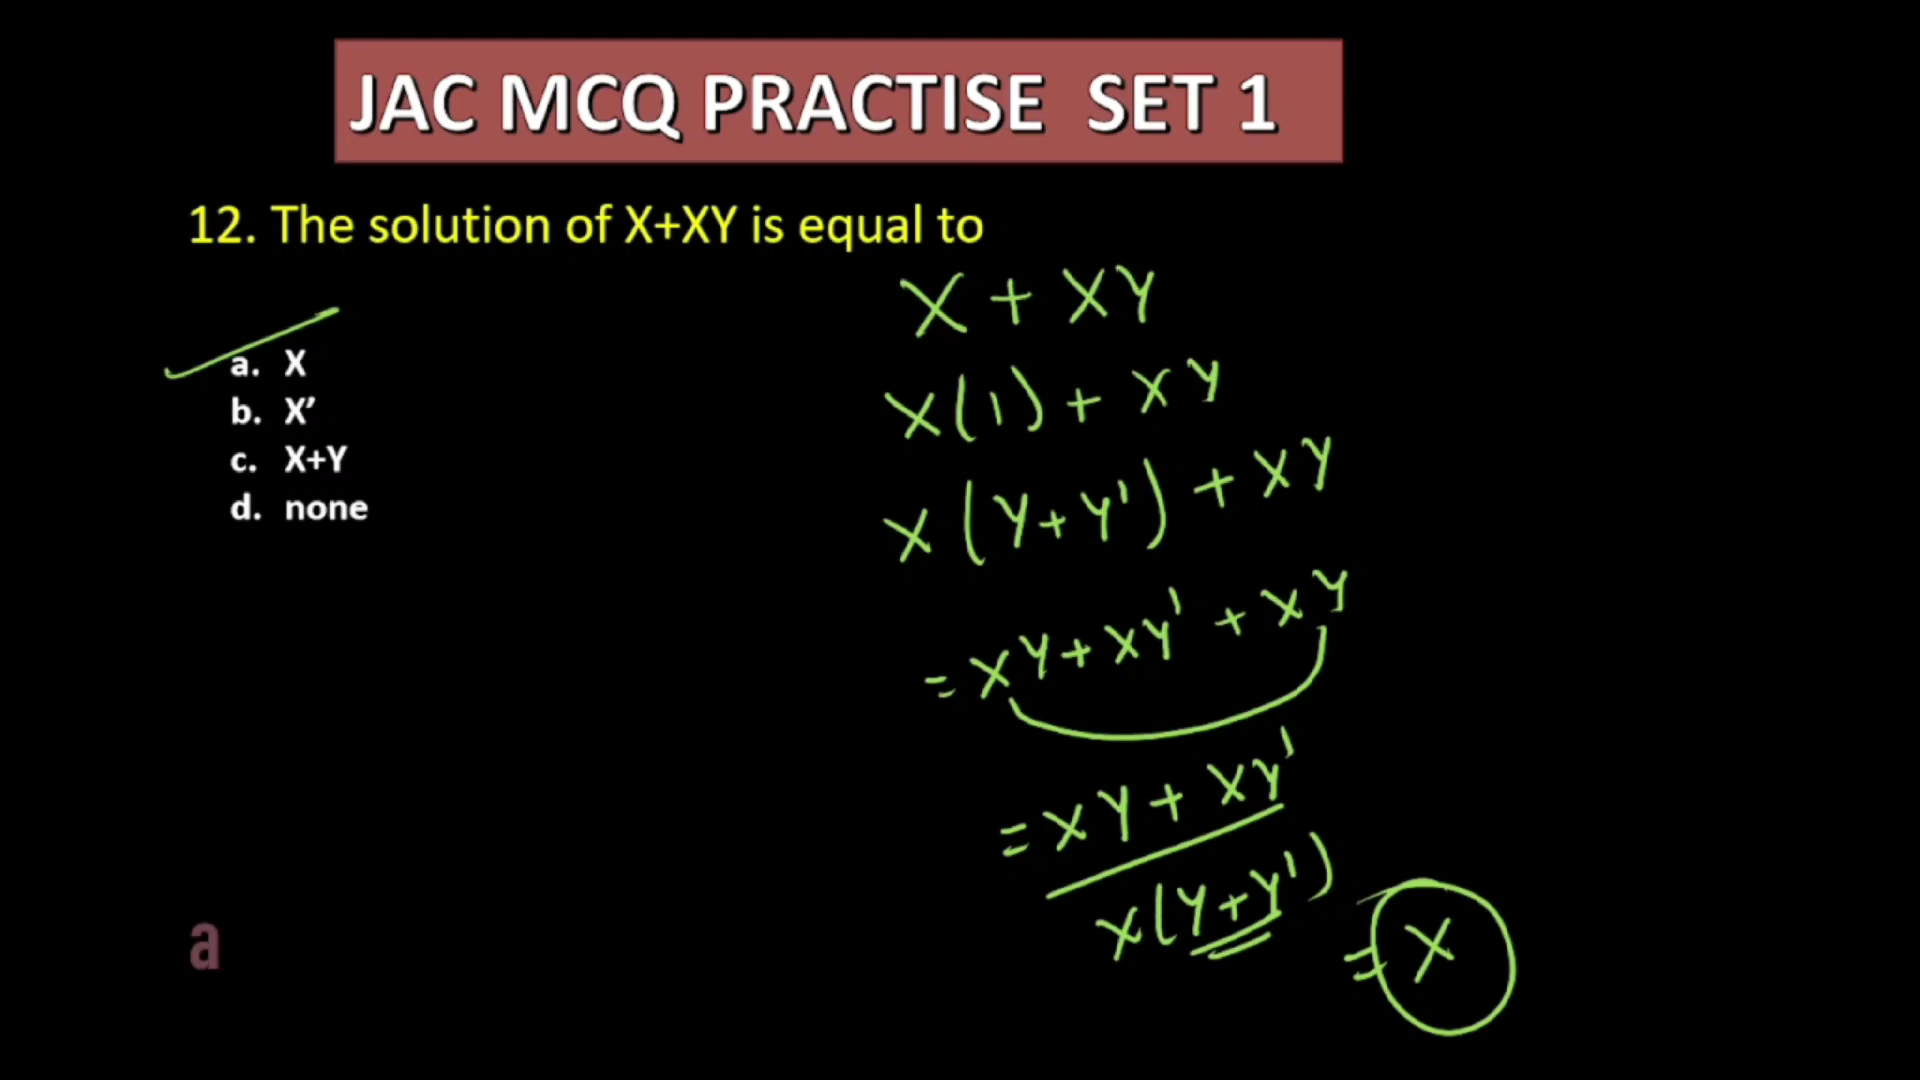 JAC MCQ PRACTISE SET 1
12. The solution of X+XY is equal to
a. X
b. X’
c. X+Y
d. none
X + XY
X(1) + XY
X(Y+Y') + XY
= XY + XY' + XY
= XY + XY'
X(Y+Y')
= X
a